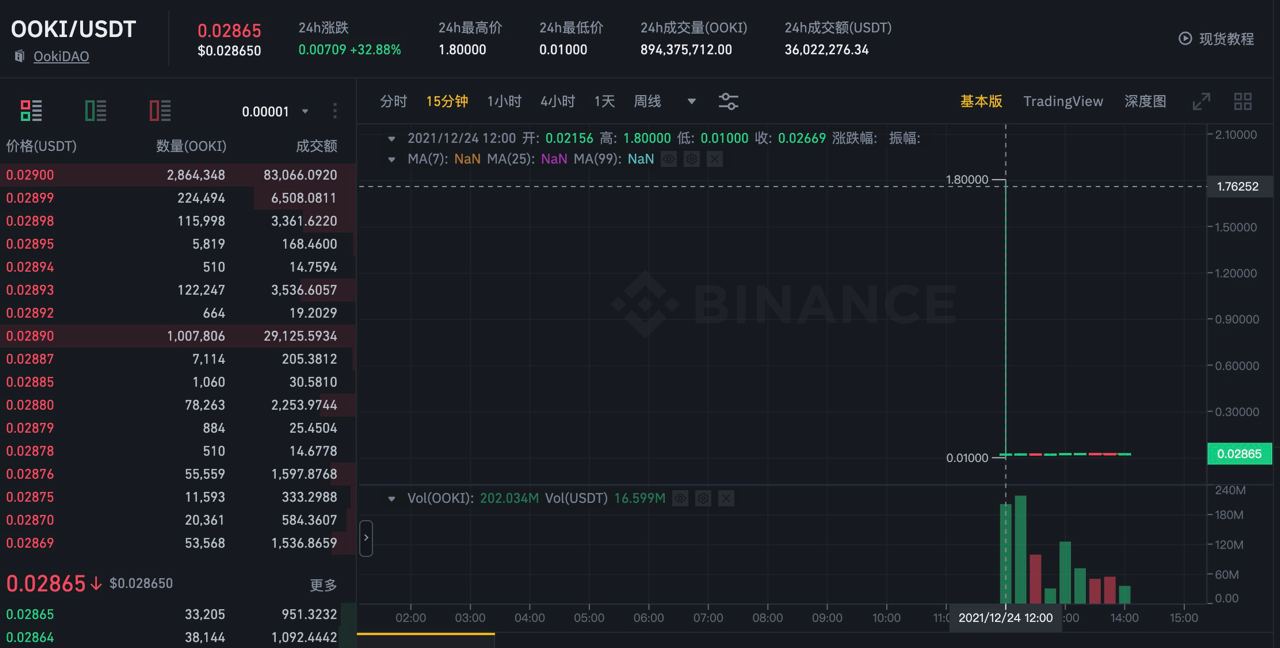 OOKI/USDT
OokiDAO
0.02865
$0.028650
24h涨跌
0.00709 +32.88%
24h最高价
1.80000
24h最低价
0.01000
24h成交量(OOKI)
894,375,712.00
24h成交额(USDT)
36,022,276.34
现货教程
0.00001
价格(USDT) 数量(OOKI) 成交额
0.02900 2,864,348 83,066.0920
0.02899 224,494 6,508.0811
0.02898 115,998 3,361.6220
0.02895 5,819 168.4600
0.02894 510 14.7594
0.02893 122,247 3,536.6057
0.02892 664 19.2029
0.02890 1,007,806 29,125.5934
0.02887 7,114 205.3812
0.02885 1,060 30.5810
0.02880 78,263 2,253.9744
0.02879 884 25.4504
0.02878 510 14.6778
0.02876 55,559 1,597.8768
0.02875 11,593 333.2988
0.02870 20,361 584.3607
0.02869 53,568 1,536.8659
0.02865↓ $0.028650 更多
0.02865 33,205 951.3232
0.02864 38,144 1,092.4442
分时 15分钟 1小时 4小时 1天 周线
基本版 TradingView 深度图
2021/12/24 12:00 开: 0.02156 高: 1.80000 低: 0.01000 收: 0.02669 涨跌幅: 振幅:
MA(7): NaN MA(25): NaN MA(99): NaN
2.10000
1.80000
1.76252
1.50000
1.20000
BINANCE
0.90000
0.60000
0.30000
0.01000
0.02865
Vol(OOKI): 202.034M Vol(USDT) 16.599M
240M
180M
120M
60M
0.00
02:00 03:00 04:00 05:00 06:00 07:00 08:00 09:00 10:00 2021/12/24 12:00 14:00 15:00